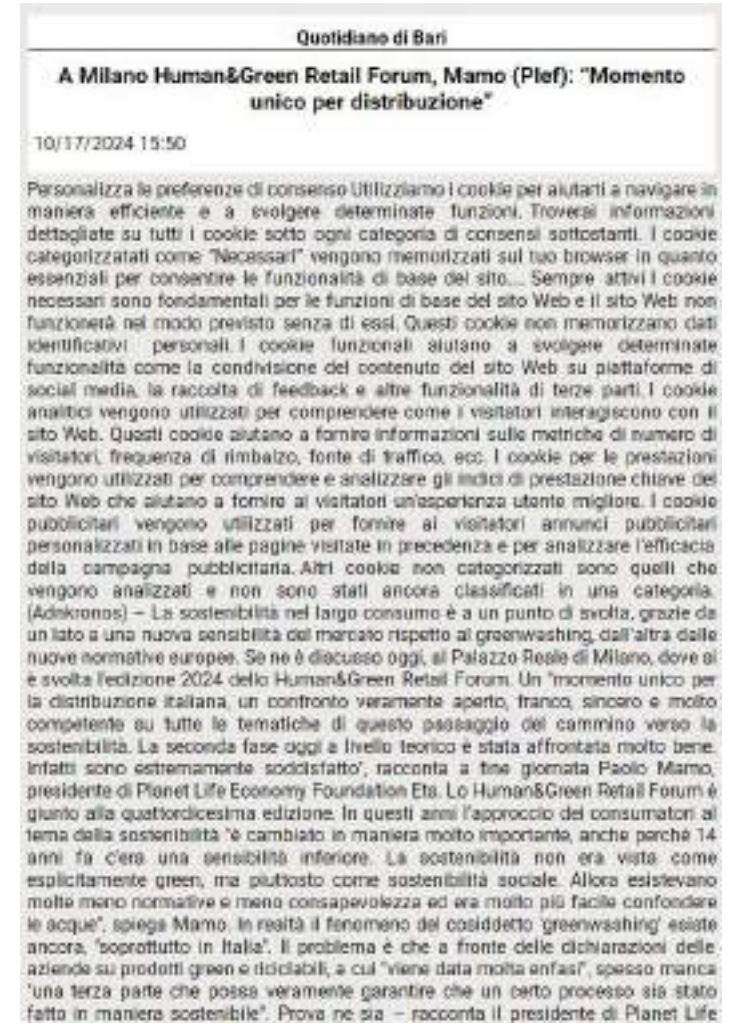 Quotidiano di Bari
A Milano Human&Green Retail Forum, Mamo (Plef): "Momento
unico per distribuzione"
10/17/2024 15:50
Personalizza le preferenze di consenso Utilizziamo i cookie per aiutarti a navigare in
maniera efficiente e a svolgere determinate funzioni. Troverai informazioni
dettagliate su tutti i cookie sotto ogni categoria di consensi sottostanti. I cookie
categorizzatati come "Necessari" vengono memorizzati sul tuo browser in quanto
essenziali per consentire le funzionalità di base del sito.... Sempre attivi I cookie
necessari sono fondamentali per le funzioni di base del sito Web e il sito Web non
funzionerà nel modo previsto senza di essi. Questi cookie non memorizzano dati
identificativi personali. I cookie funzionali aiutano a svolgere determinate
funzionalità come la condivisione del contenuto del sito Web su piattaforme di
social media, la raccolta di feedback e altre funzionalità di terze parti. I cookie
analitici vengono utilizzati per comprendere come i visitatori interagiscono con il
sito Web. Questi cookie aiutano a fornire informazioni sulle metriche di numero di
visitatori, frequenza di rimbalzo, fonte di traffico, ecc. I cookie per le prestazioni
vengono utilizzati per comprendere e analizzare gli indici di prestazione chiave del
sito Web che aiutano a fornire ai visitatori un'esperienza utente migliore. I cookie
pubblicitari vengono utilizzati per fornire ai visitatori annunci pubblicitari
personalizzati in base alle pagine visitate in precedenza e per analizzare l'efficacia
della campagna pubblicitaria. Altri cookie non categorizzati sono quelli che
vengono analizzati e non sono stati ancora classificati in una categoria.
(Adnkronos) – La sostenibilità nel largo consumo è a un punto di svolta, grazie da
un lato a una nuova sensibilità del mercato rispetto al greenwashing, dall'altra dalle
nuove normative europee. Se ne è discusso oggi, al Palazzo Reale di Milano, dove si
è svolta l'edizione 2024 dello Human&Green Retail Forum. Un "momento unico per
la distribuzione italiana, un confronto veramente aperto, franco, sincero e molto
competente su tutte le tematiche di questo passaggio del cammino verso la
sostenibilità. La seconda fase oggi a livello teorico è stata affrontata molto bene.
Infatti sono estremamente soddisfatto", racconta a fine giornata Paolo Mamo,
presidente di Planet Life Economy Foundation Ets. Lo Human&Green Retail Forum è
giunto alla quattordicesima edizione. In questi anni l'approccio dei consumatori al
tema della sostenibilità "è cambiato in maniera molto importante, anche perché 14
anni fa c'era una sensibilità inferiore. La sostenibilità non era vista come
esplicitamente green, ma piuttosto come sostenibilità sociale. Allora esistevano
molte meno normative e meno consapevolezza ed era molto più facile confondere
le acque", spiega Mamo. In realtà il fenomeno del cosiddetto 'greenwashing' esiste
ancora, "soprattutto in Italia". Il problema è che a fronte delle dichiarazioni delle
aziende su prodotti green e riciclabili, a cui "viene data molta enfasi", spesso manca
"una terza parte che possa veramente garantire che un certo processo sia stato
fatto in maniera sostenibile". Prova ne sia – racconta il presidente di Planet Life